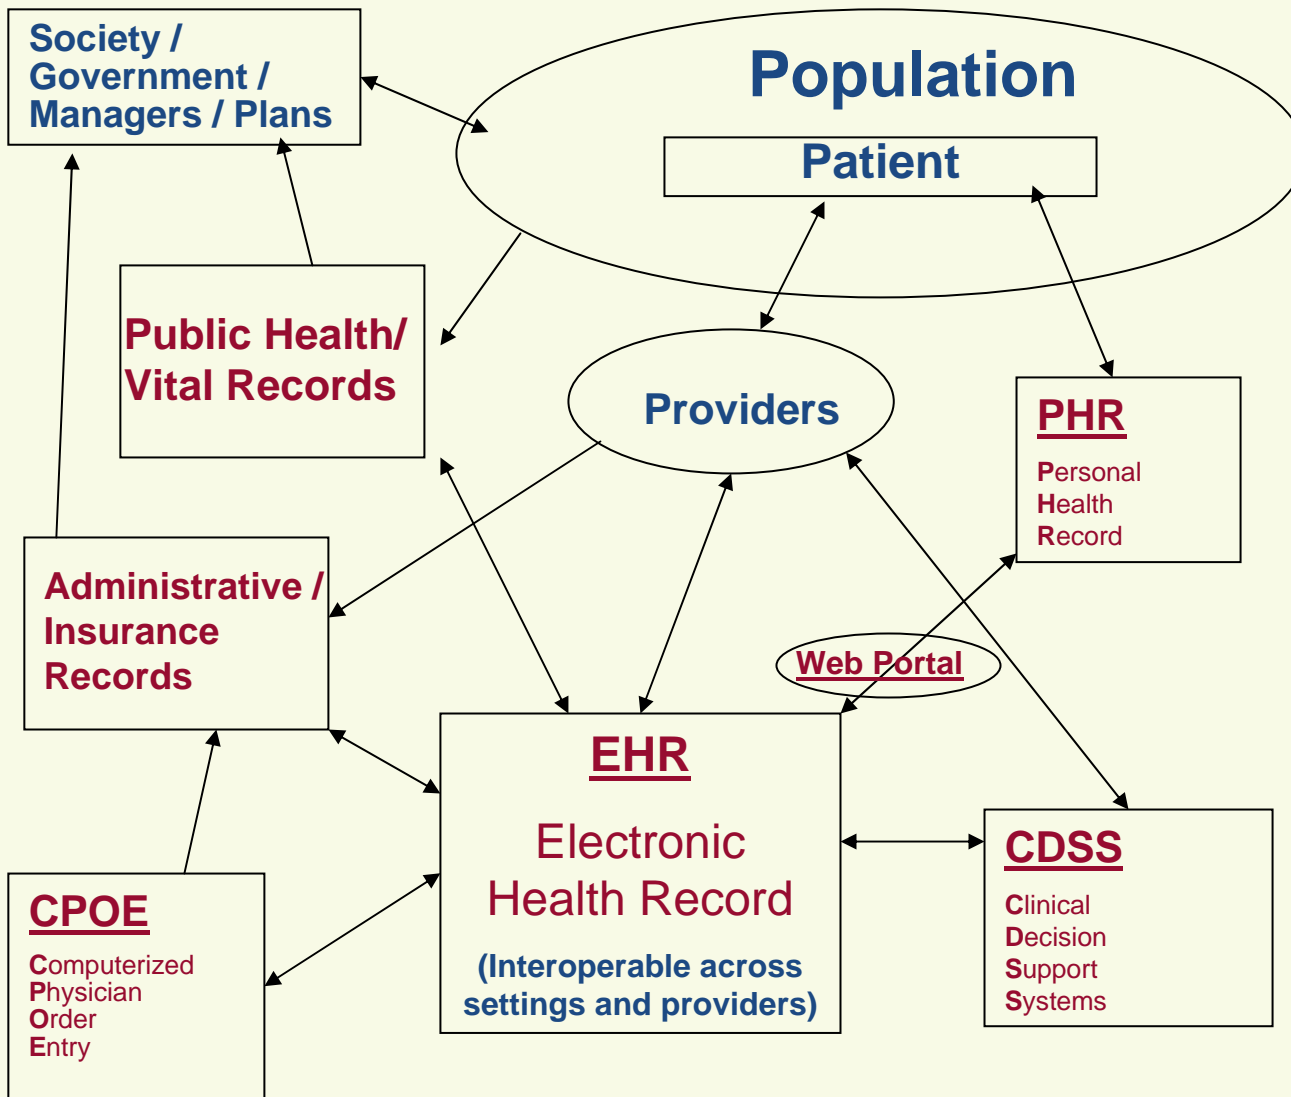 Society /
Government /
Managers / Plans
Population
Patient
Public Health/
Vital Records
Providers
PHR
Personal
Health
Record
Administrative /
Insurance
Records
Web Portal
EHR
Electronic
Health Record
(Interoperable across
settings and providers)
CDSS
Clinical
Decision
Support
Systems
CPOE
Computerized
Physician
Order
Entry